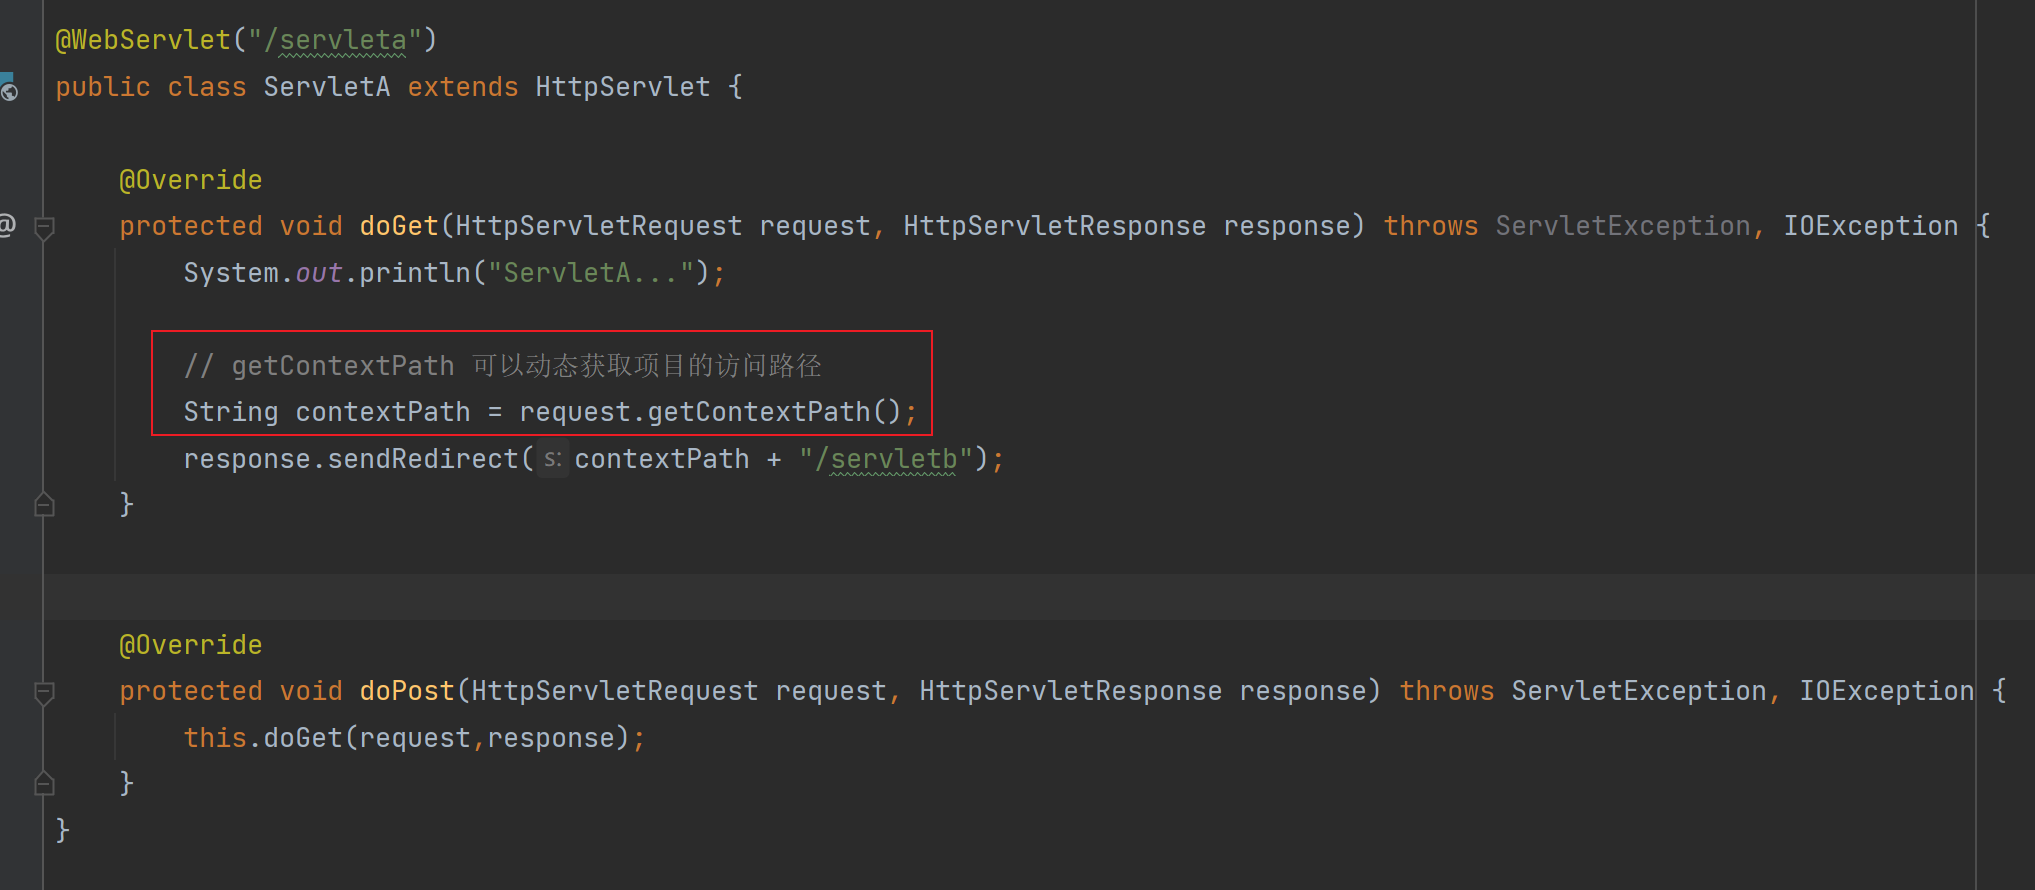 @WebServlet("/servleta")
public class ServletA extends HttpServlet {
@Override
protected void doGet(HttpServletRequest request, HttpServletResponse response) throws ServletException, IOException {
System.out.println("ServletA...");
// getContextPath 可以动态获取项目的访问路径
String contextPath = request.getContextPath();
response.sendRedirect( s: contextPath + "/servletb");
}
@Override
protected void doPost(HttpServletRequest request, HttpServletResponse response) throws ServletException, IOException {
this.doGet(request,response);
}
}